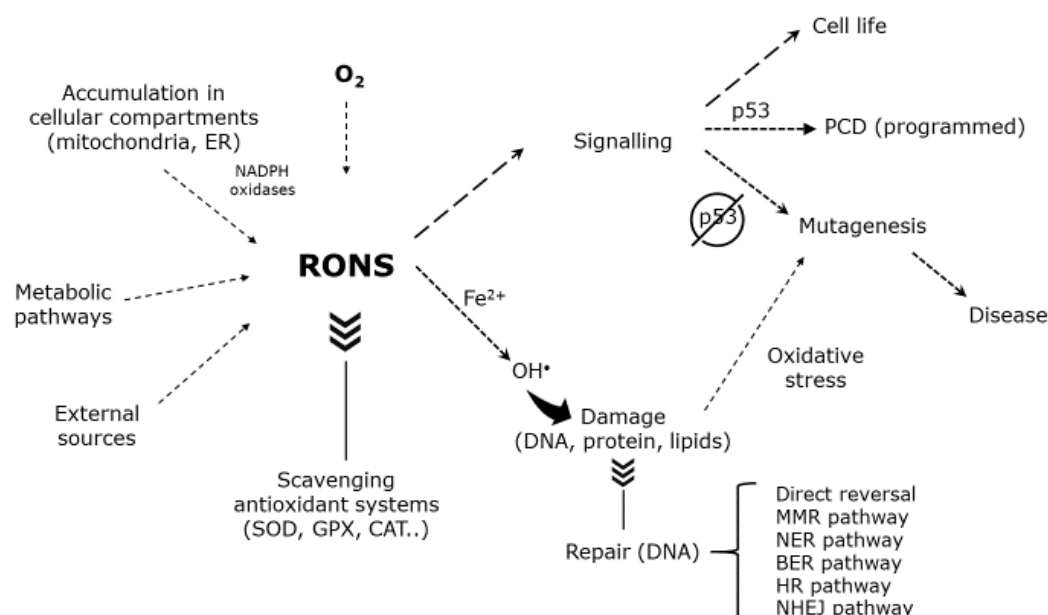 Cell life
O₂
Accumulation in
cellular compartments
(mitochondria, ER)
NADPH
oxidases
p53
Signalling
PCD (programmed)
p53
Mutagenesis
RONS
Fe²⁺
Metabolic
pathways
Disease
OH•
Oxidative
stress
External
sources
Damage
(DNA, protein, lipids)
Scavenging
antioxidant systems
(SOD, GPX, CAT..)
Repair (DNA)
Direct reversal
MMR pathway
NER pathway
BER pathway
HR pathway
NHEJ pathway